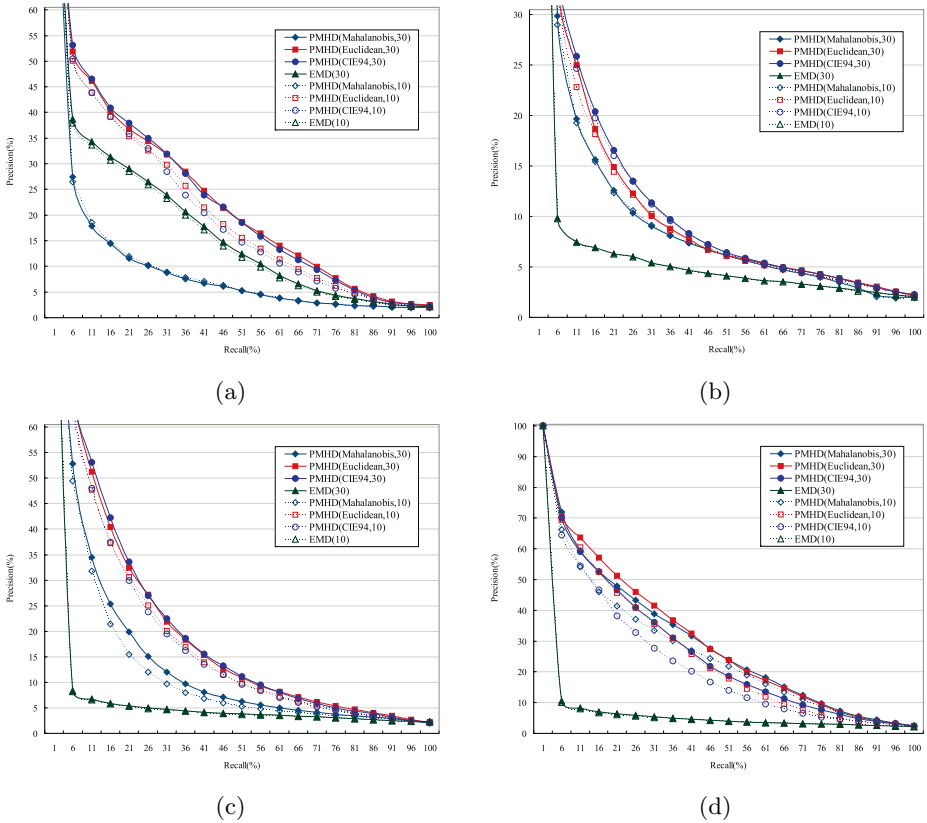 60
55
50
45
40
35
30
25
20
15
10
5
0
Precision(%)
1 6 11 16 21 26 31 36 41 46 51 56 61 66 71 76 81 86 91 96 100
Recall(%)
PMHD(Mahalanobis,30)
PMHD(Euclidean,30)
PMHD(CIE94,30)
EMD(30)
PMHD(Mahalanobis,10)
PMHD(Euclidean,10)
PMHD(CIE94,10)
EMD(10)
(a)
30
25
20
15
10
5
0
Precision(%)
1 6 11 16 21 26 31 36 41 46 51 56 61 66 71 76 81 86 91 96 100
Recall(%)
PMHD(Mahalanobis,30)
PMHD(Euclidean,30)
PMHD(CIE94,30)
EMD(30)
PMHD(Mahalanobis,10)
PMHD(Euclidean,10)
PMHD(CIE94,10)
EMD(10)
(b)
60
55
50
45
40
35
30
25
20
15
10
5
0
Precision(%)
1 6 11 16 21 26 31 36 41 46 51 56 61 66 71 76 81 86 91 96 100
Recall(%)
PMHD(Mahalanobis,30)
PMHD(Euclidean,30)
PMHD(CIE94,30)
EMD(30)
PMHD(Mahalanobis,10)
PMHD(Euclidean,10)
PMHD(CIE94,10)
EMD(10)
(c)
100
90
80
70
60
50
40
30
20
10
0
Precision(%)
1 6 11 16 21 26 31 36 41 46 51 56 61 66 71 76 81 86 91 96 100
Recall(%)
PMHD(Mahalanobis,30)
PMHD(Euclidean,30)
PMHD(CIE94,30)
EMD(30)
PMHD(Mahalanobis,10)
PMHD(Euclidean,10)
PMHD(CIE94,10)
EMD(10)
(d)